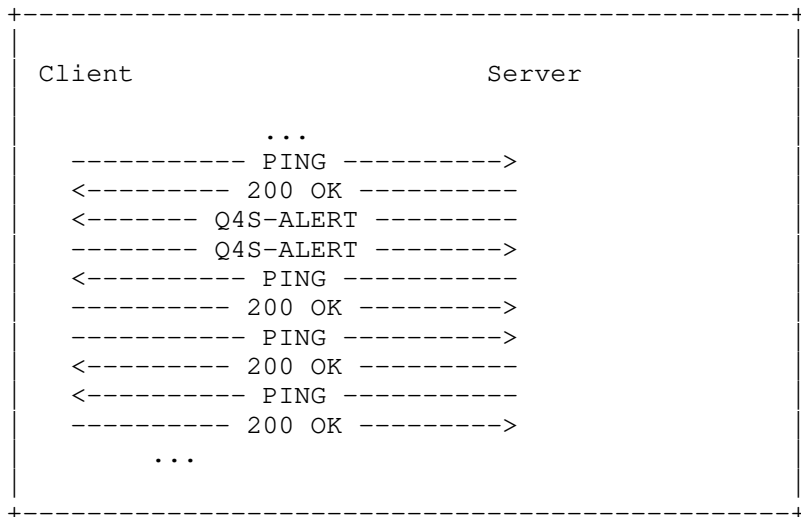 +------------------------------------------------+
Client                     Server
...
----------- PING ---------->
<--------- 200 OK ----------
<------- Q4S-ALERT ---------
-------- Q4S-ALERT -------->
<---------- PING -----------
---------- 200 OK --------->
----------- PING ---------->
<--------- 200 OK ----------
<---------- PING -----------
---------- 200 OK --------->
...
+------------------------------------------------+